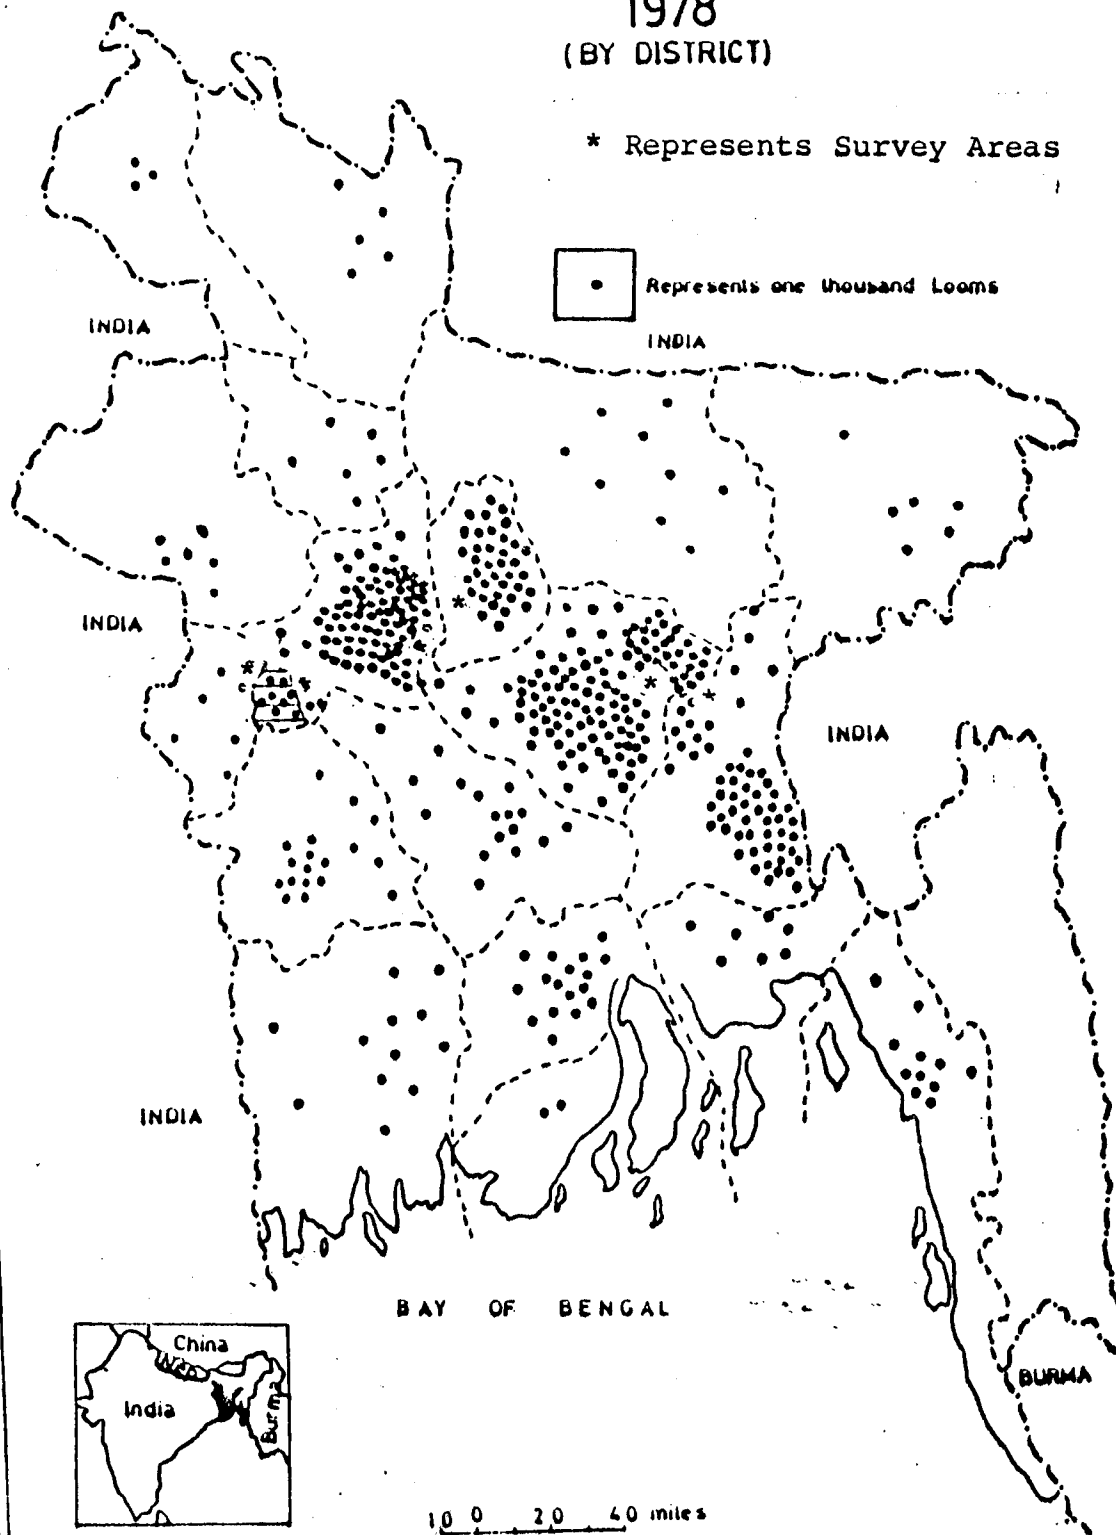 1978
(BY DISTRICT)
* Represents Survey Areas
Represents one thousand Looms
INDIA
INDIA
INDIA
INDIA
INDIA
BAY OF BENGAL
BURMA
China
Nep
India
Burma
10 0 20 40 miles